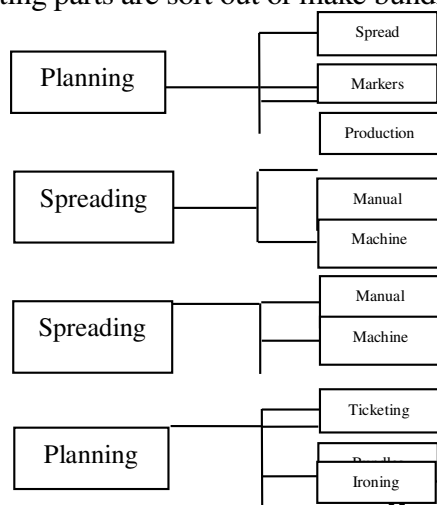 ting parts are sort out or make bundl
Spread
Planning
Markers
Production
Spreading
Manual
Machine
Manual
Spreading
Machine
Ticketing
Planning
Ironing